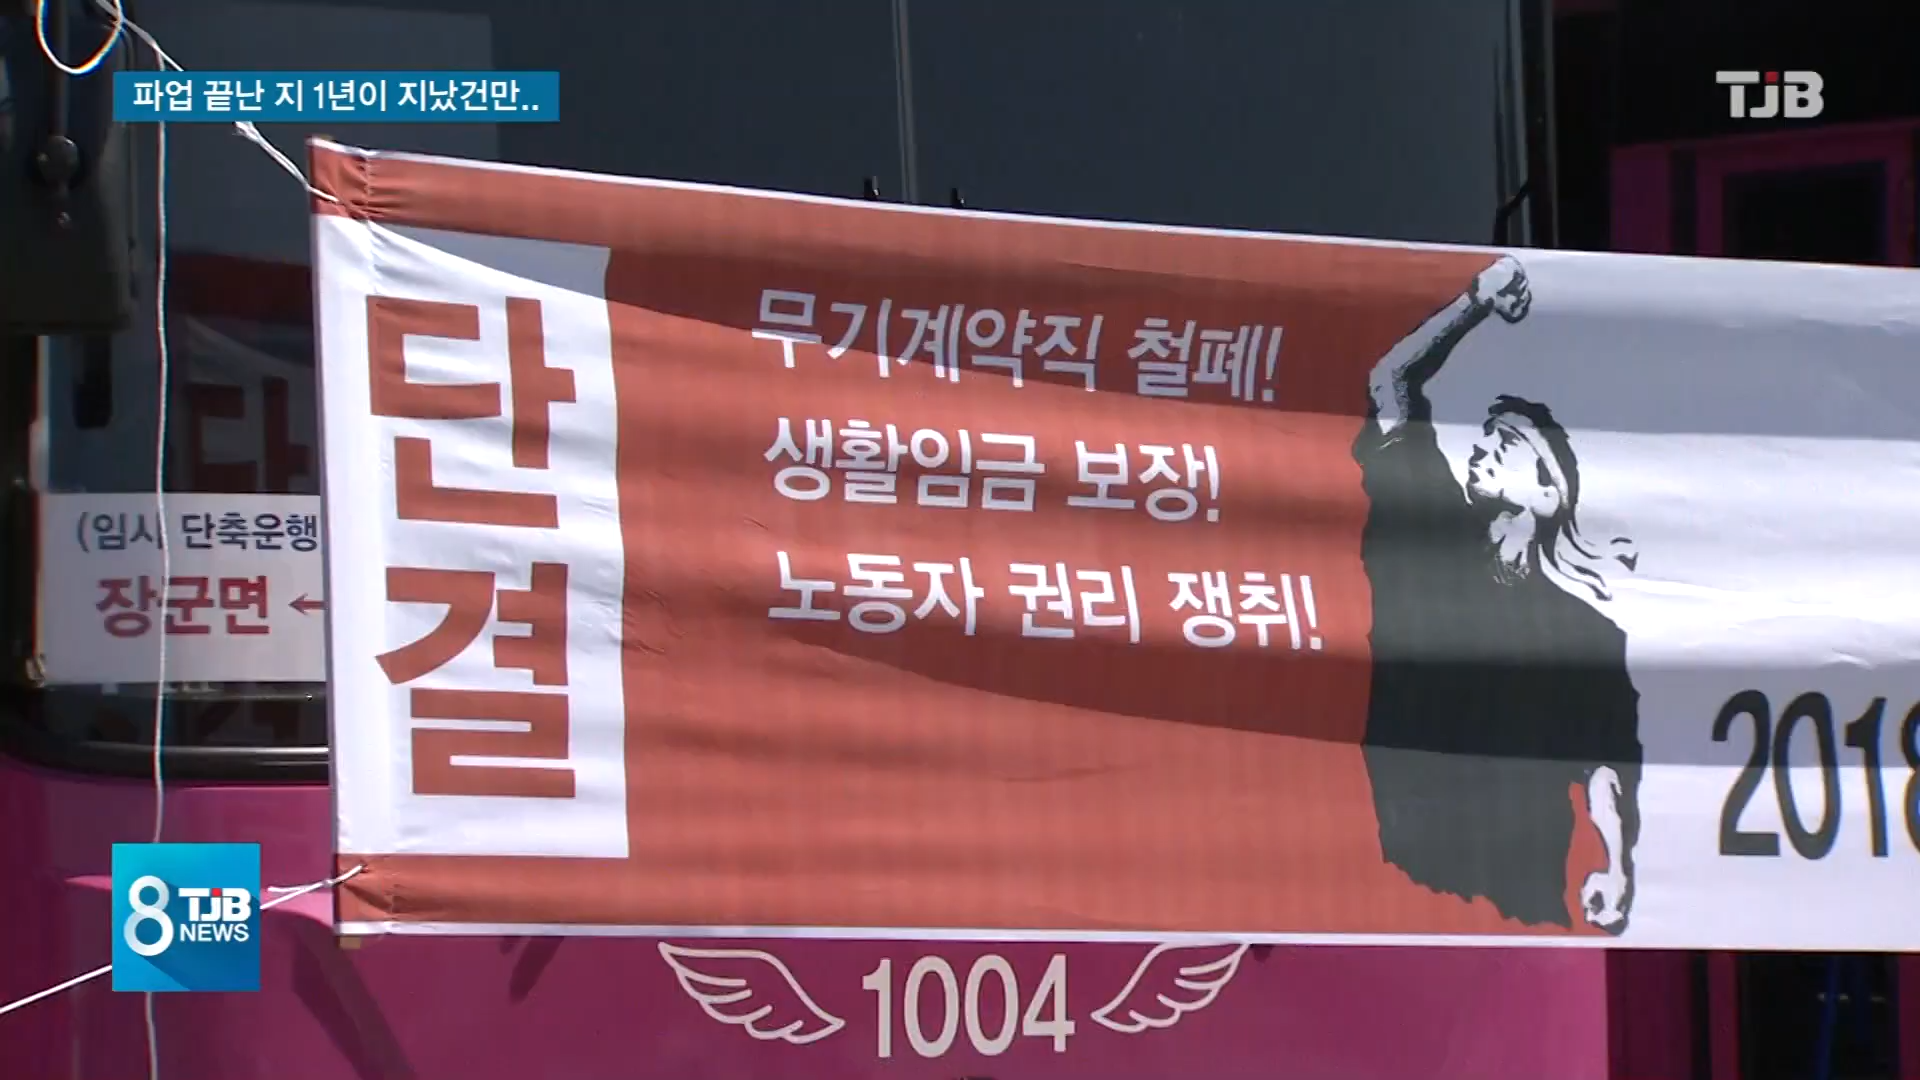 파업 끝난 지 1년이 지났건만..
TJB
단결
무기계약직 철폐!
생활임금 보장!
노동자 권리 쟁취!
(임시 단축운행
장군면 ←
2018
8 TJB NEWS
1004